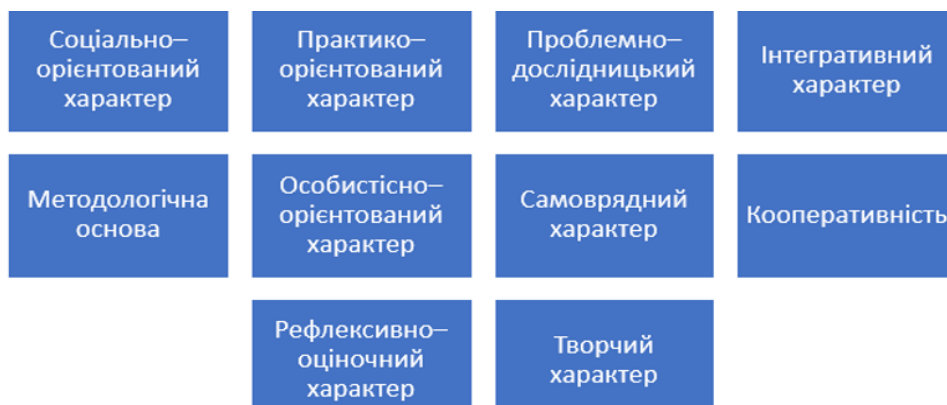 Соціально–
орієнтований
характер
Практико-
орієнтований
характер
Проблемно–
дослідницький
характер
Інтегративний
характер
Методологічна
основа
Особистісно–
орієнтований
характер
Самоврядний
характер
Кооперативність
Рефлексивно–
оціночний
характер
Творчий
характер